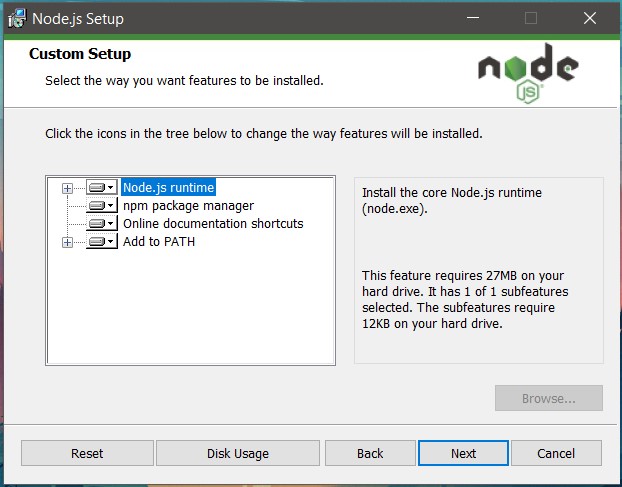 Node.js Setup
Custom Setup
Select the way you want features to be installed.
node
JS
Click the icons in the tree below to change the way features will be installed.
Node.js runtime
npm package manager
Online documentation shortcuts
Add to PATH
Install the core Node.js runtime
(node.exe).
This feature requires 27MB on your
hard drive. It has 1 of 1 subfeatures
selected. The subfeatures require
12KB on your hard drive.
Browse...
Reset
Disk Usage
Back
Next
Cancel